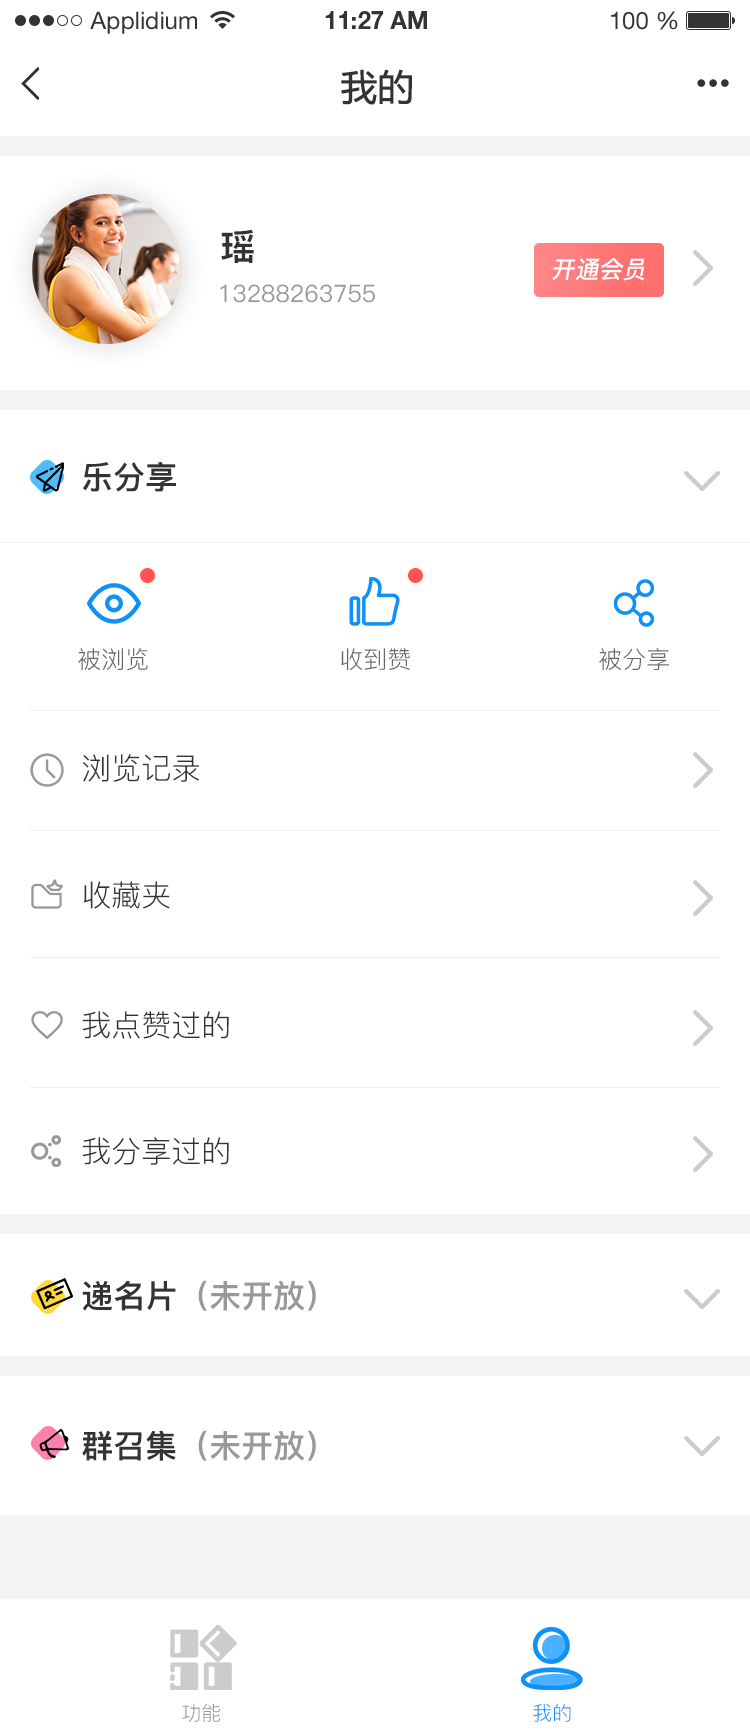 Applidium 11:27 AM 100 %
我的
瑶
13288263755
开通会员
乐分享
被浏览 收到赞 被分享
浏览记录
收藏夹
我点赞过的
我分享过的
递名片（未开放）
群召集（未开放）
功能 我的